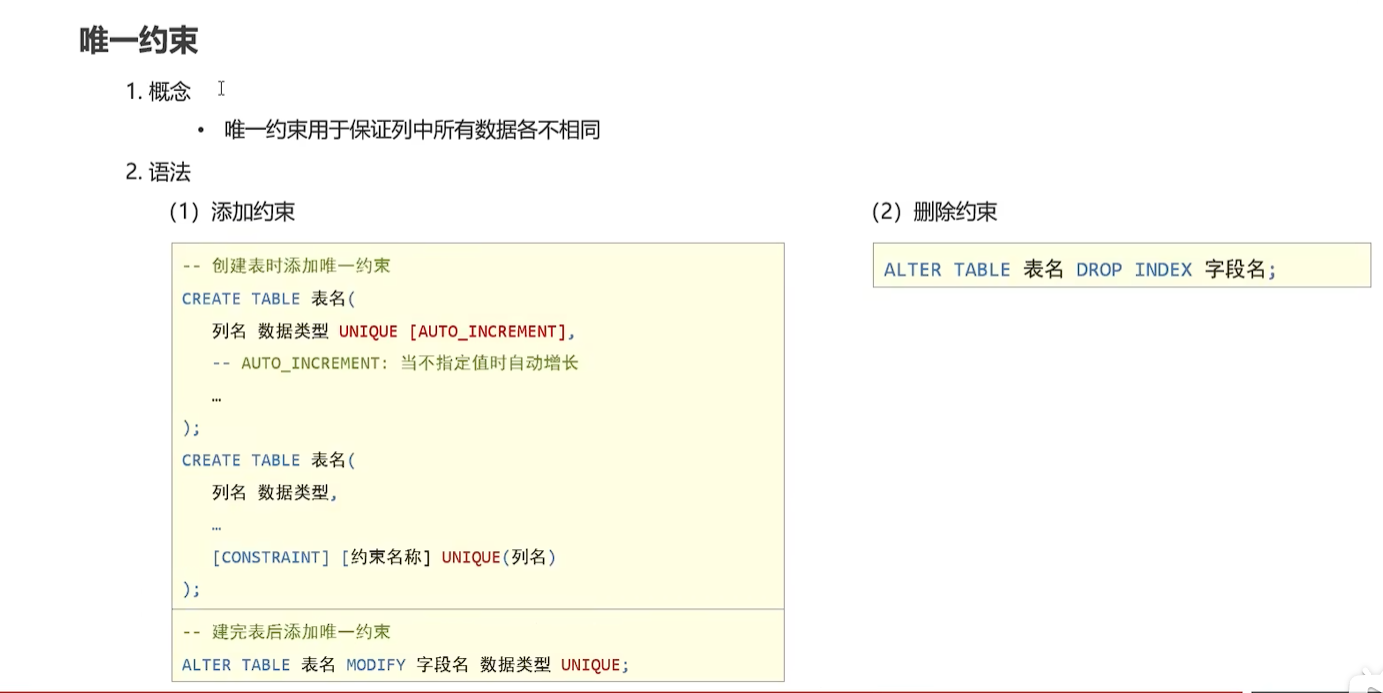 唯一约束
1. 概念
• 唯一约束用于保证列中所有数据各不相同
2. 语法
（1）添加约束
-- 创建表时添加唯一约束
CREATE TABLE 表名(
列名 数据类型 UNIQUE [AUTO_INCREMENT],
-- AUTO_INCREMENT: 当不指定值时自动增长
…
);
CREATE TABLE 表名(
列名 数据类型,
…
[CONSTRAINT] [约束名称] UNIQUE(列名)
);
-- 建完表后添加唯一约束
ALTER TABLE 表名 MODIFY 字段名 数据类型 UNIQUE;
（2）删除约束
ALTER TABLE 表名 DROP INDEX 字段名;